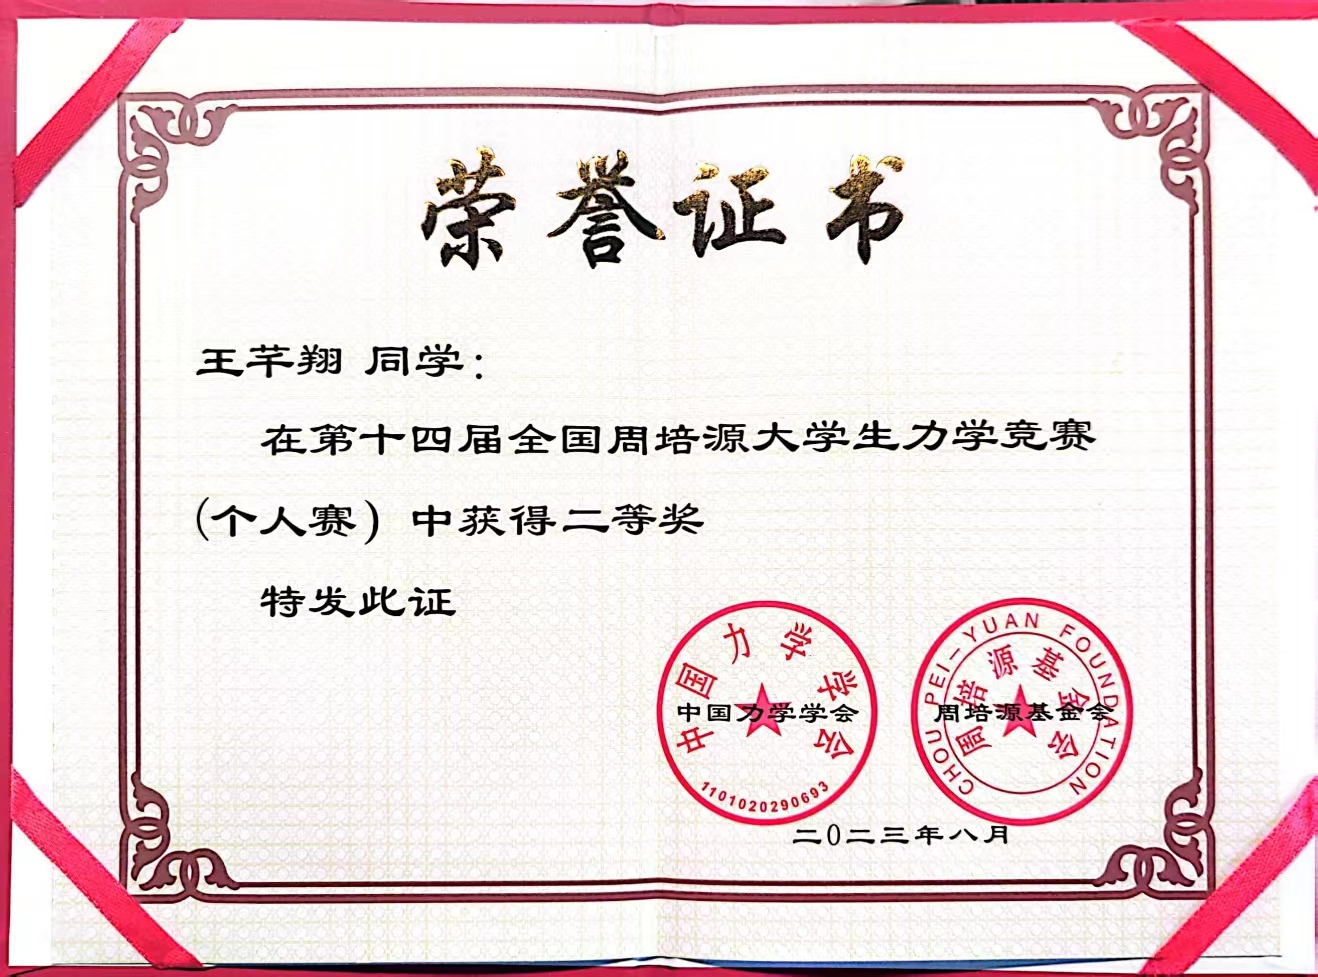 荣誉证书
王芊翔 同学：
在第十四届全国周培源大学生力学竞赛
（个人赛）中获得二等奖
特发此证
中国力学学会
中国力学学会
1101020290693
CHOU PEI-YUAN FOUNDATION
周培源基金会
周培源基金会
二〇二三年八月